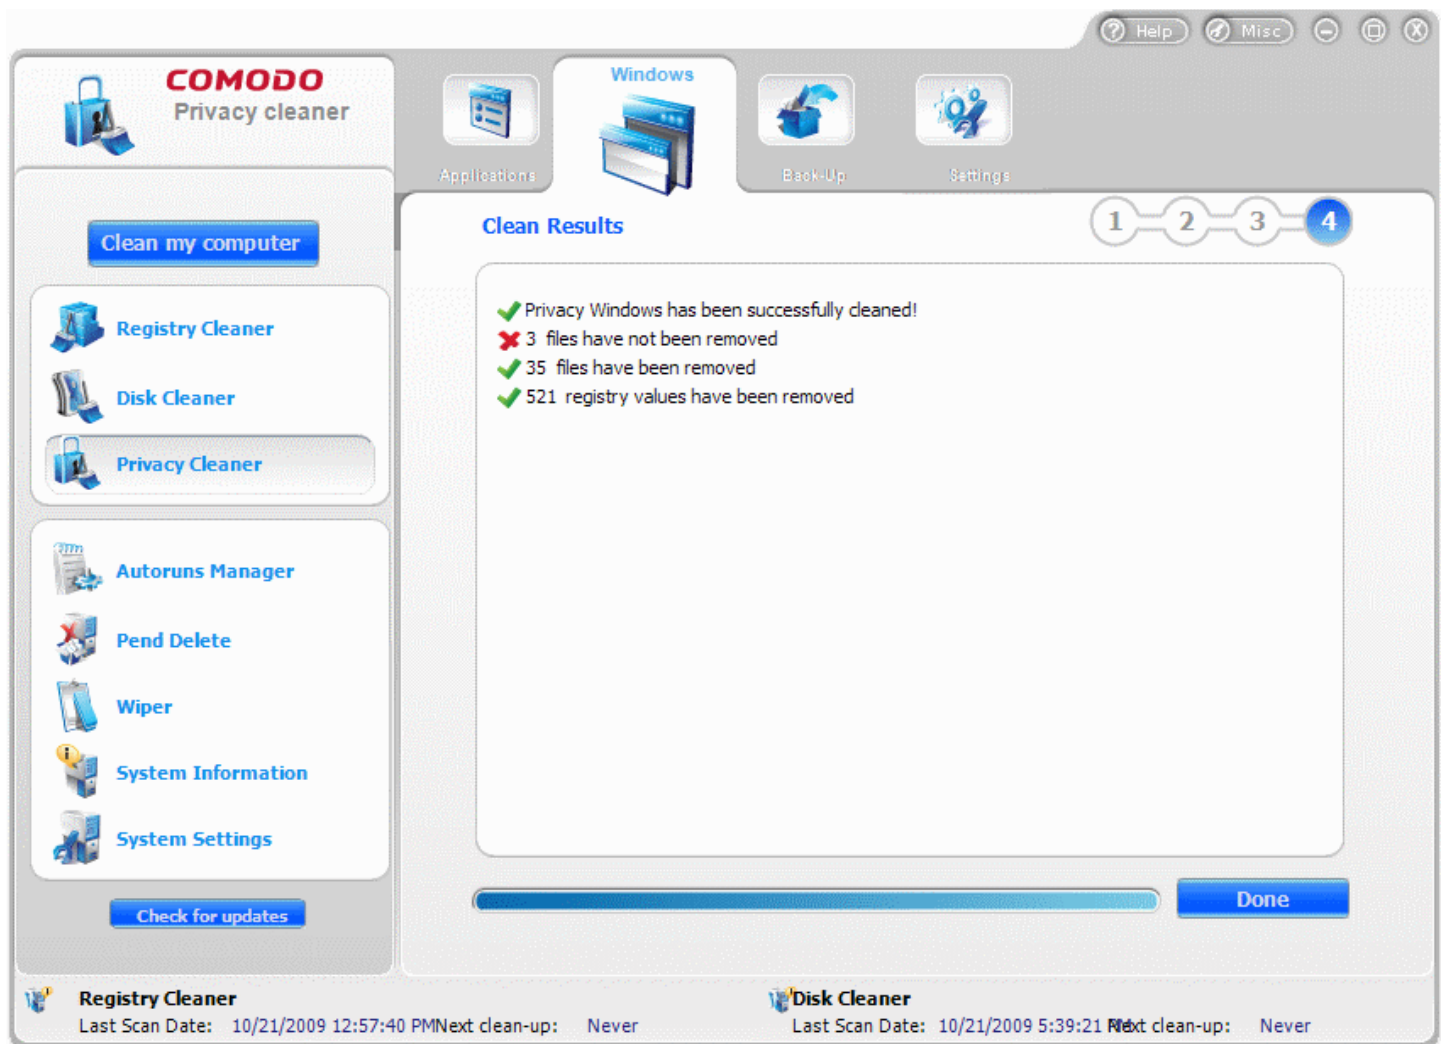 Help
Misc
COMODO
Privacy cleaner
Applications
Windows
Back-Up
Settings
Clean my computer
Registry Cleaner
Disk Cleaner
Privacy Cleaner
Autoruns Manager
Pend Delete
Wiper
System Information
System Settings
Check for updates
Clean Results
1 2 3 4
Privacy Windows has been successfully cleaned!
3 files have not been removed
35 files have been removed
521 registry values have been removed
Done
Registry Cleaner
Last Scan Date: 10/21/2009 12:57:40 PMNext clean-up: Never
Disk Cleaner
Last Scan Date: 10/21/2009 5:39:21 Next clean-up: Never